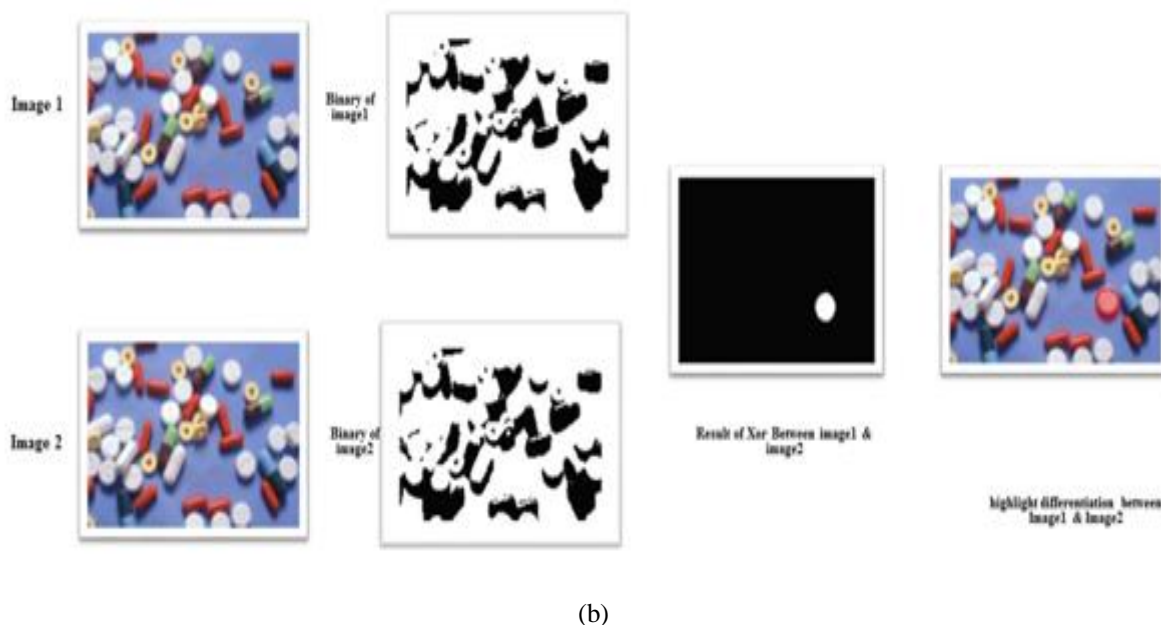 Image 1
Binary of
image1
Image 2
Binary of
image2
Result of Xor Between image1 &
image2
highlight differentiation between
Image1 & Image2
(b)